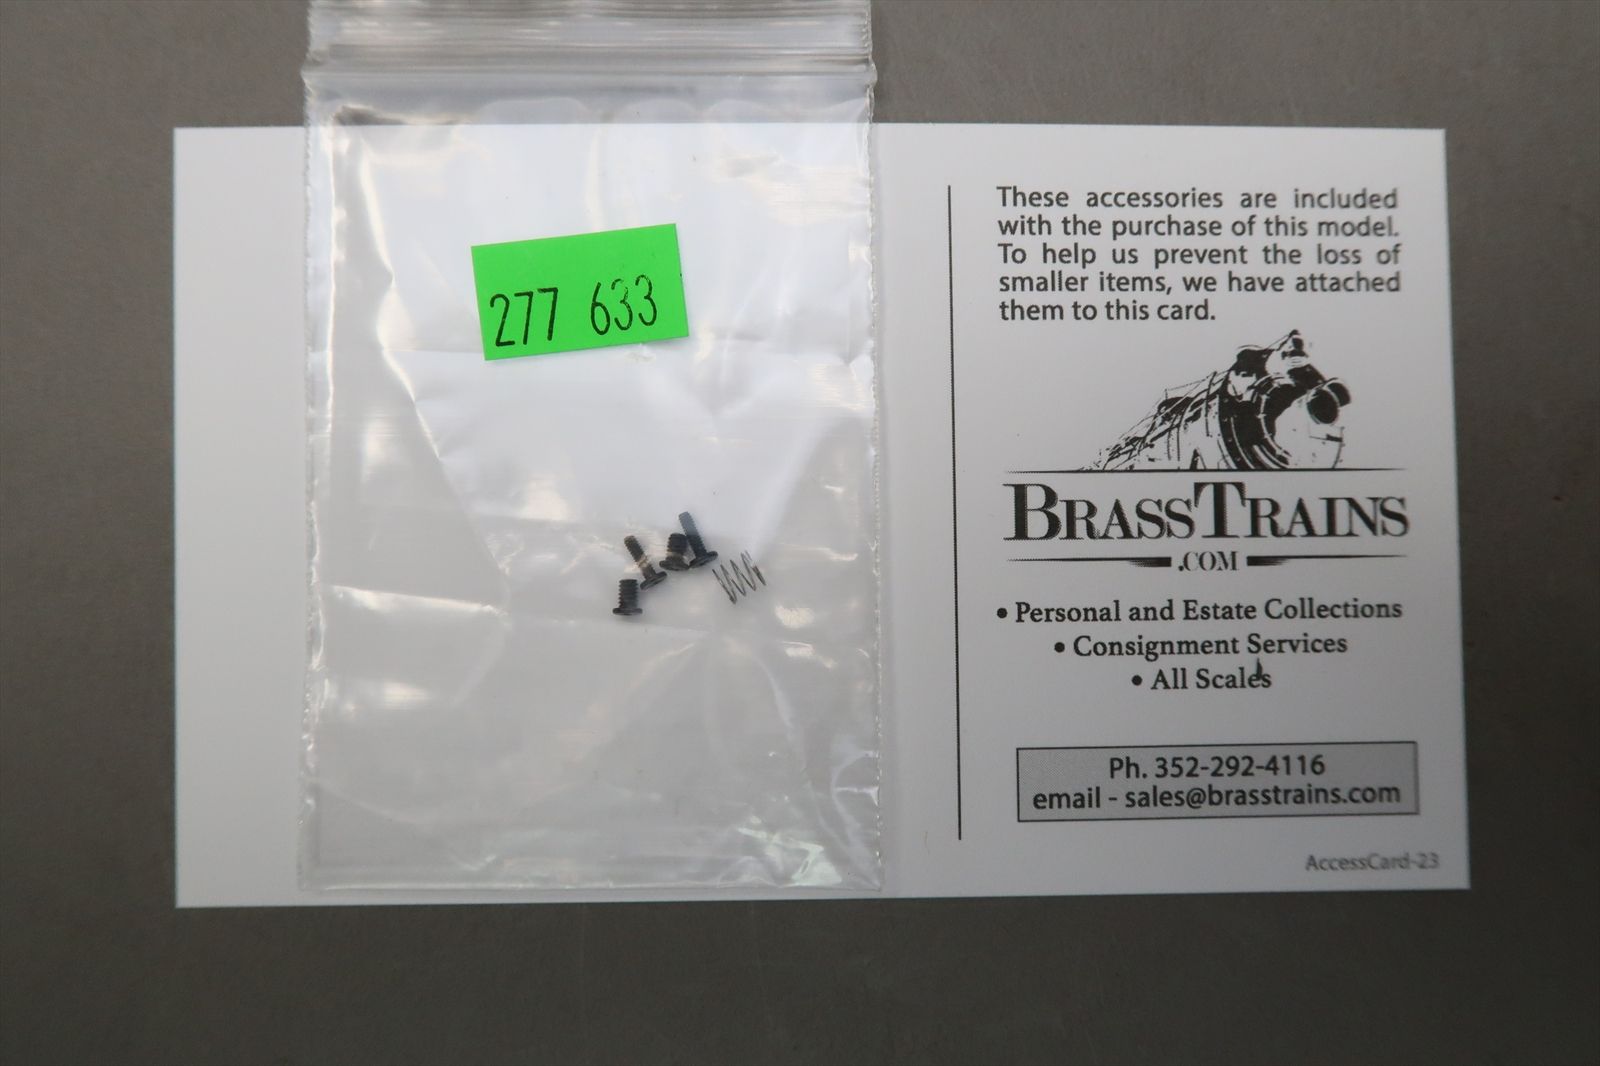 277 633
These accessories are included
with the purchase of this model.
To help us prevent the loss of
smaller items, we have attached
them to this card.
BRASSTRAINS
.COM
• Personal and Estate Collections
• Consignment Services
• All Scales
Ph. 352-292-4116
email - sales@brasstrains.com
AccessCard-23